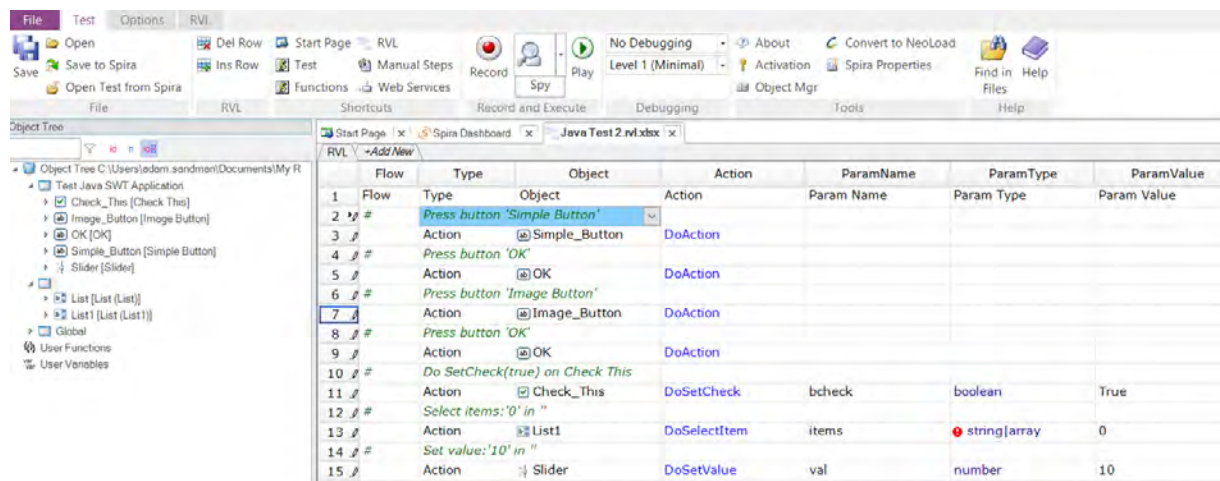 File Test Options RVL
Open Del Row Start Page RVL No Debugging About Convert to NeoLoad
Save Save to Spira Ins Row Test Manual Steps Record Spy Play Level 1 (Minimal) Activation Spira Properties Find in Files Help
Open Test from Spira Functions Web Services Object Mgr
File RVL Shortcuts Record and Execute Debugging Tools Help
Object Tree
Start Page x Spira Dashboard x Java Test 2.rvl.xlsx x
RVL +Add New
Object Tree C:\Users\adam.sandman\Documents\My R
Test Java SWT Application
Check_This [Check This]
Image_Button [Image Button]
OK [OK]
Simple_Button [Simple Button]
Slider [Slider]
List [List (List)]
List1 [List (List1)]
Global
User Functions
User Variables
Flow Type Object Action ParamName ParamType ParamValue
1 Flow Type Object Action Param Name Param Type Param Value
2 # Press button 'Simple Button'
3 Action Simple_Button DoAction
4 # Press button 'OK'
5 Action OK DoAction
6 # Press button 'Image Button'
7 Action Image_Button DoAction
8 # Press button 'OK'
9 Action OK DoAction
10 # Do SetCheck(true) on Check This
11 Action Check_This DoSetCheck bcheck boolean True
12 # Select items:'0' in ''
13 Action List1 DoSelectItem items string|array 0
14 # Set value:'10' in ''
15 Action Slider DoSetValue val number 10